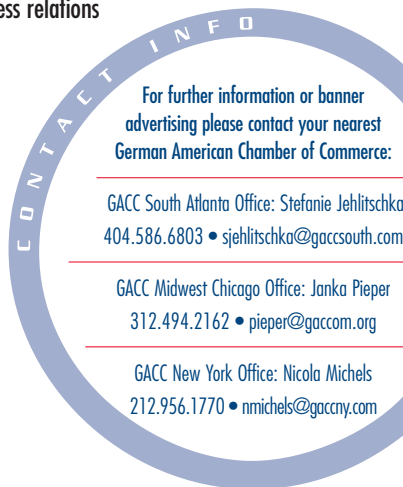 ess relations
CONTACT INFO
For further information or banner
advertising please contact your nearest
German American Chamber of Commerce:
GACC South Atlanta Office: Stefanie Jehlitschka
404.586.6803 • sjehlitschka@gaccsouth.com
GACC Midwest Chicago Office: Janka Pieper
312.494.2162 • pieper@gaccom.org
GACC New York Office: Nicola Michels
212.956.1770 • nmichels@gaccny.com